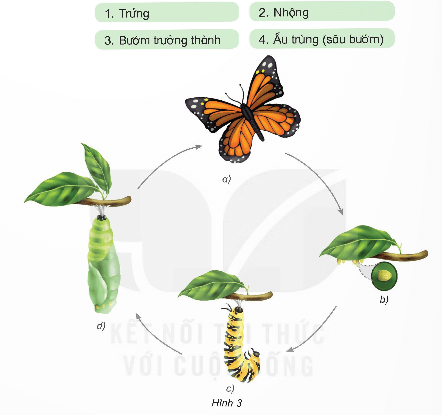 1. Trứng
2. Nhộng
3. Bướm trưởng thành
4. Ấu trùng (sâu bướm)
a)
b)
d)
c)
KẾT NỐI TRI THỨC
VỚI CUỘC SỐNG
Hình 3